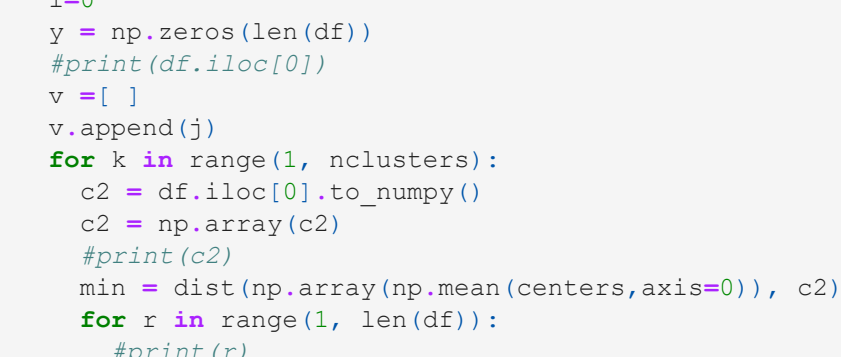 i=0
y = np.zeros(len(df))
#print(df.iloc[0])
v =[ ]
v.append(j)
for k in range(1, nclusters):
c2 = df.iloc[0].to_numpy()
c2 = np.array(c2)
#print(c2)
min = dist(np.array(np.mean(centers,axis=0)), c2)
for r in range(1, len(df)):
#print(r)